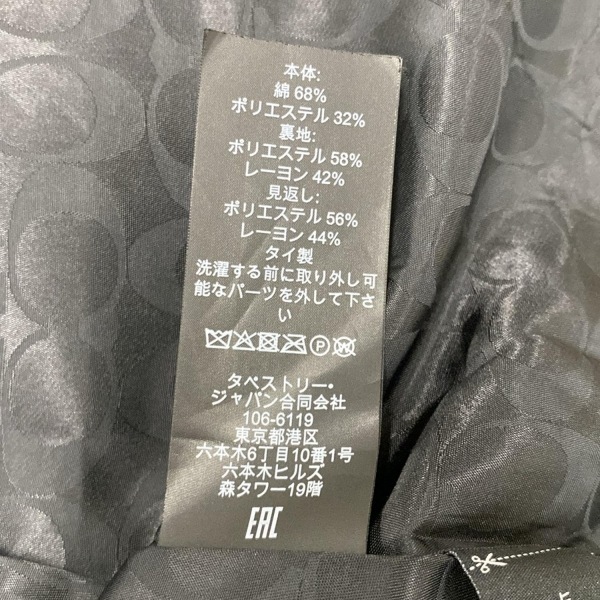 本体:
綿 68%
ポリエステル 32%
裏地:
ポリエステル 58%
レーヨン 42%
見返し:
ポリエステル 56%
レーヨン 44%
タイ製
洗濯する前に取り外し可
能なパーツを外して下さ
い
P W
タペストリー・
ジャパン合同会社
106-6119
東京都港区
六本木6丁目10番1号
六本木ヒルズ
森タワー19階
EAC